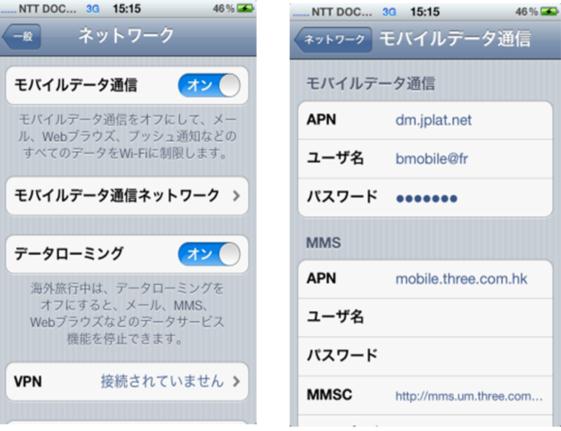 NTT DOC... 3G 15:15 46%
一般
ネットワーク
モバイルデータ通信 オン
モバイルデータ通信をオフにして、メー
ル、Webブラウズ、プッシュ通知などの
すべてのデータをWi-Fiに制限します。
モバイルデータ通信ネットワーク
データローミング オン
海外旅行中は、データローミングを
オフにすると、メール、MMS、
Webブラウズなどのデータサービス
機能を停止できます。
VPN 接続されていません
NTT DOC... 3G 15:15 46%
ネットワーク
モバイルデータ通信
モバイルデータ通信
APN dm.jplat.net
ユーザ名 bmobile@fr
パスワード ●●●●●●●
MMS
APN mobile.three.com.hk
ユーザ名
パスワード
MMSC http://mms.um.three.com...